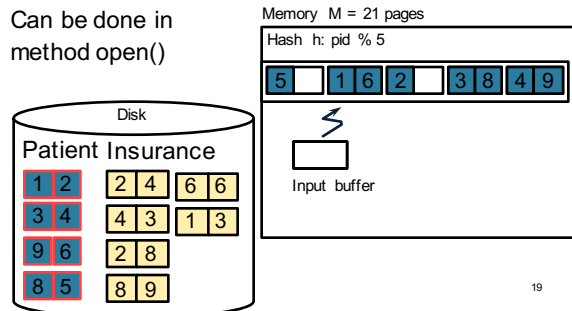 Can be done in
method open()
Memory M = 21 pages
Hash h: pid % 5
5 1 6 2 3 8 4 9
Input buffer
Disk
Patient Insurance
1 2 2 4 6 6
3 4 4 3 1 3
9 6 2 8
8 5 8 9
19